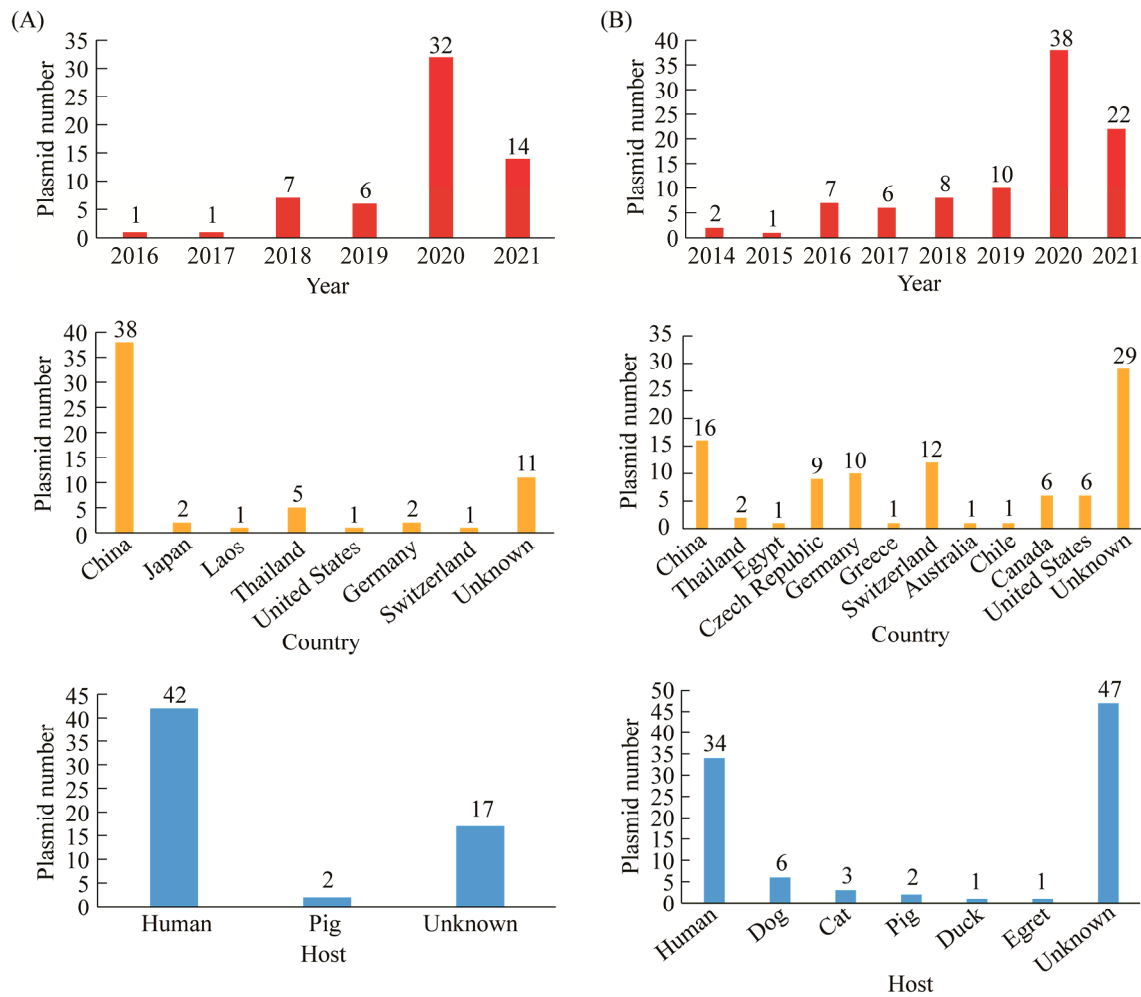 (A)
Plasmid number
35
30
25
20
15
10
5
0
1
1
7
6
32
14
2016 2017 2018 2019 2020 2021
Year
(B)
Plasmid number
40
35
30
25
20
15
10
5
0
2
1
7
6
8
10
38
22
2014 2015 2016 2017 2018 2019 2020 2021
Year
Plasmid number
40
35
30
25
20
15
10
5
0
38
2
1
5
1
2
1
11
China
Japan
Laos
Thailand
United States
Germany
Switzerland
Unknown
Country
Plasmid number
35
30
25
20
15
10
5
0
16
2
1
9
10
1
12
1
1
6
6
29
China
Thailand
Egypt
Czech Republic
Germany
Greece
Switzerland
Australia
Chile
Canada
United States
Unknown
Country
Plasmid number
45
40
35
30
25
20
15
10
5
0
42
2
17
Human Pig Unknown
Host
Plasmid number
50
45
40
35
30
25
20
15
10
5
0
34
6
3
2
1
1
47
Human
Dog
Cat
Pig
Duck
Egret
Unknown
Host